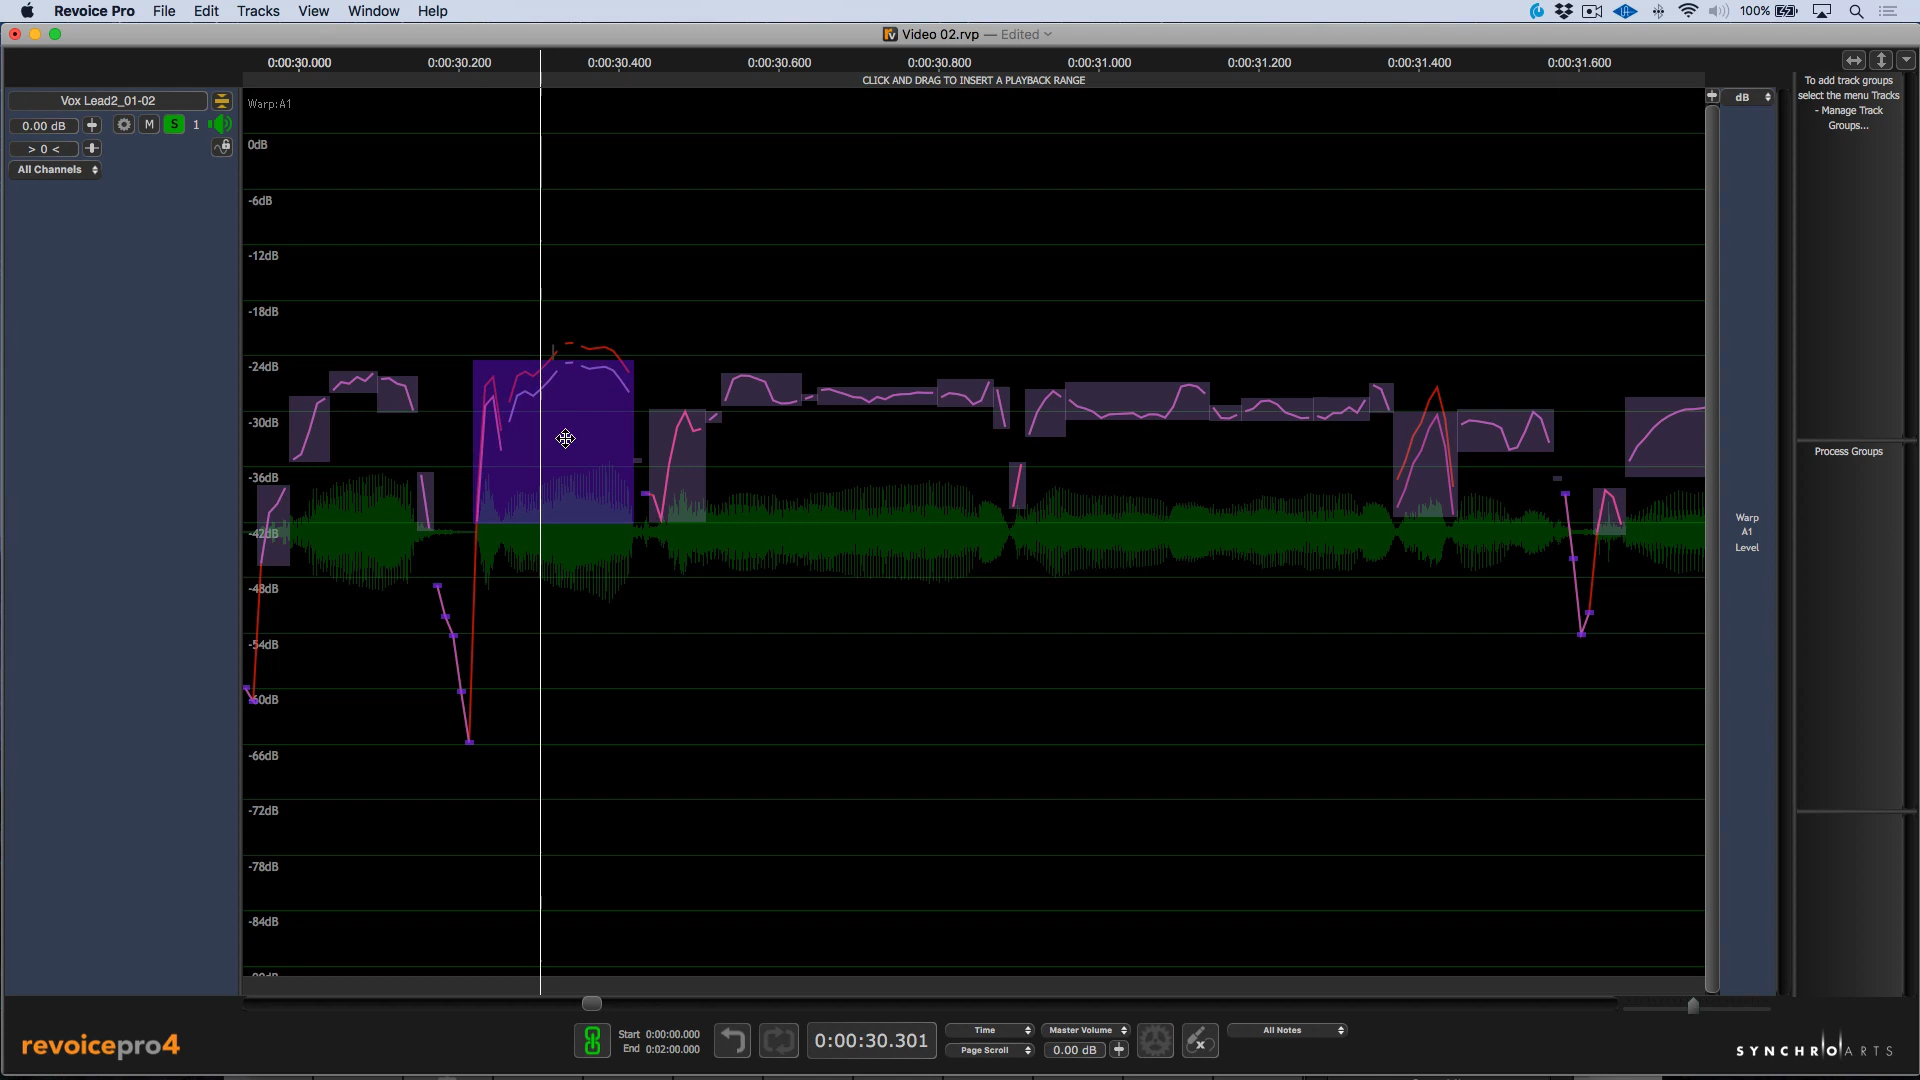 Revoice Pro File Edit Tracks View Window Help 100%
Video 02.rvp — Edited
0:00:30.000 0:00:30.200 0:00:30.400 0:00:30.600 0:00:30.800 0:00:31.000 0:00:31.200 0:00:31.400 0:00:31.600
CLICK AND DRAG TO INSERT A PLAYBACK RANGE
To add track groups
select the menu Tracks
- Manage Track
Groups...
Vox Lead2_01-02
Warp:A1
dB
0.00 dB M S 1
> 0 <
All Channels
0dB
-6dB
-12dB
-18dB
-24dB
-30dB
-36dB
-42dB
-48dB
-54dB
-60dB
-66dB
-72dB
-78dB
-84dB
Process Groups
Warp
A1
Level
revoicepro4
Start 0:00:00.000
End 0:02:00.000
0:00:30.301
Time
Page Scroll
Master Volume
0.00 dB
All Notes
SYNCHROARTS